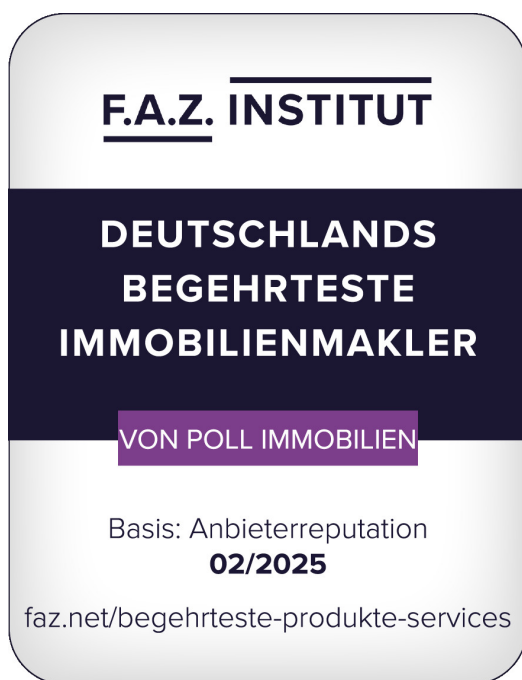 F.A.Z. INSTITUT
DEUTSCHLANDS
BEGEHRTESTE
IMMOBILIENMAKLER
VON POLL IMMOBILIEN
Basis: Anbieterreputation
02/2025
faz.net/begehrteste-produkte-services